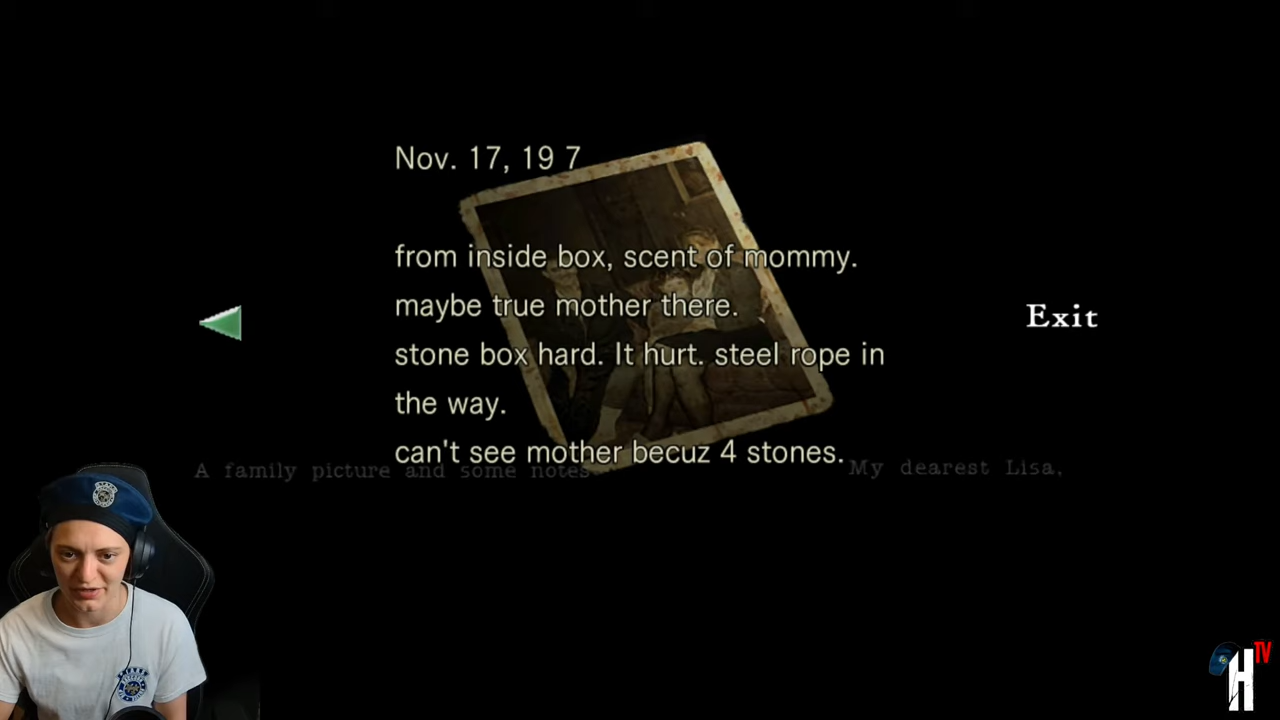 Nov. 17, 19 7
from inside box, scent of mommy.
maybe true mother there.
stone box hard. It hurt. steel rope in
the way.
can't see mother becuz 4 stones.
Exit
A family picture and some notes
My dearest Lisa,
H TV